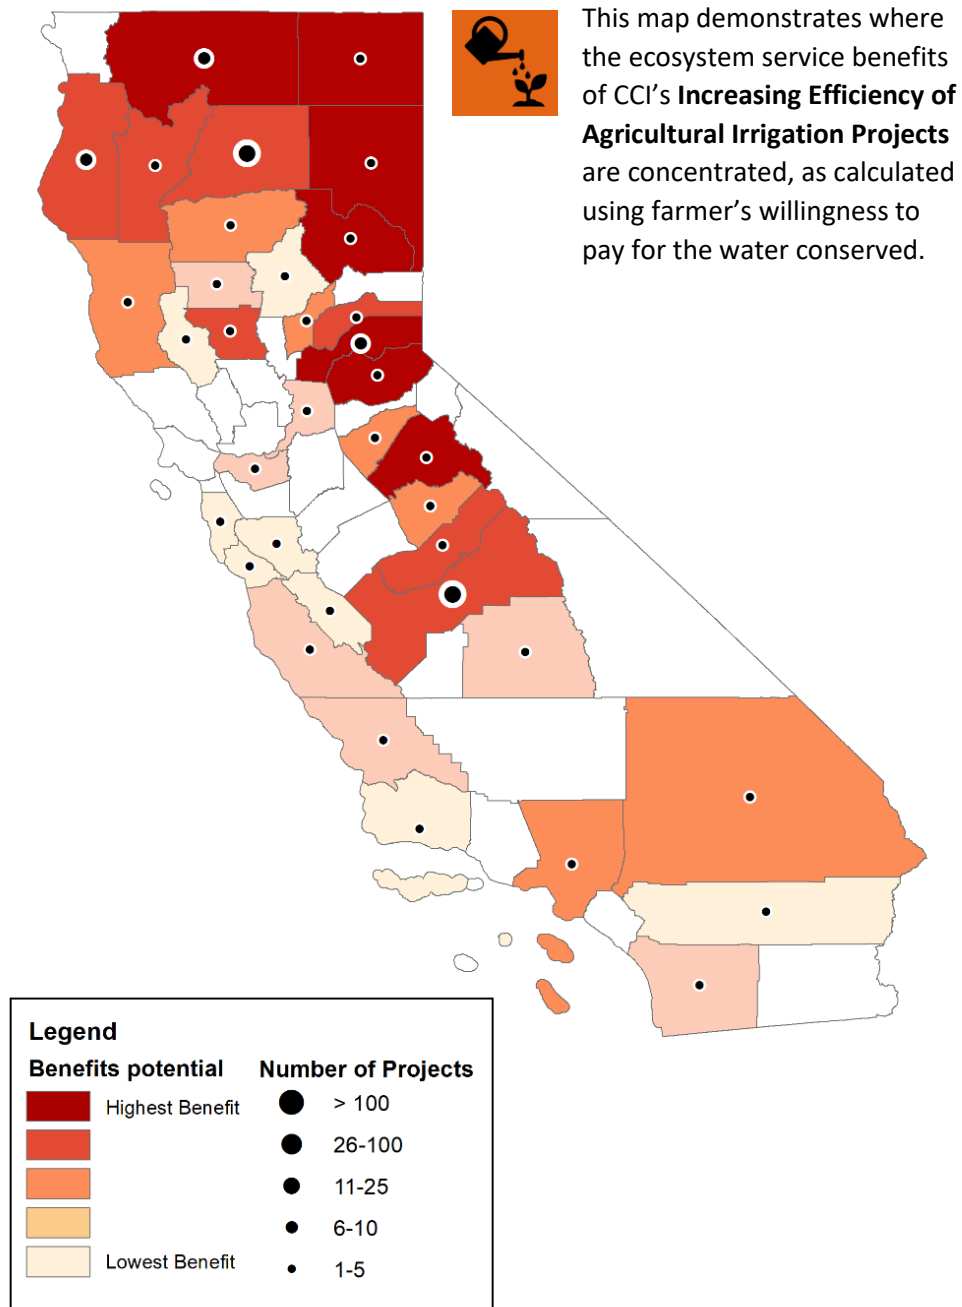 This map demonstrates where
the ecosystem service benefits
of CCI’s Increasing Efficiency of
Agricultural Irrigation Projects
are concentrated, as calculated
using farmer’s willingness to
pay for the water conserved.
Legend
Benefits potential
Highest Benefit
Lowest Benefit
Number of Projects
> 100
26-100
11-25
6-10
1-5